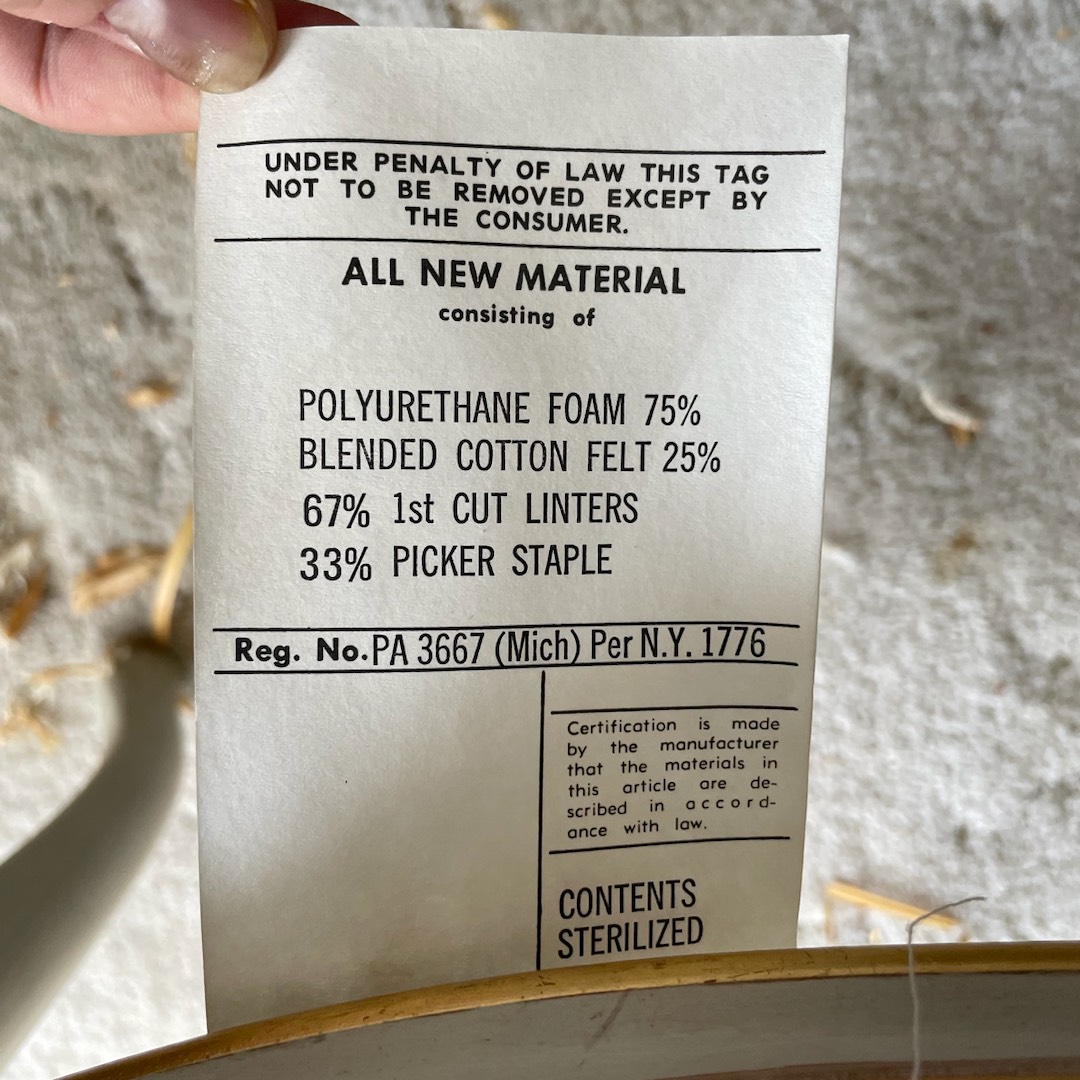 UNDER PENALTY OF LAW THIS TAG
NOT TO BE REMOVED EXCEPT BY
THE CONSUMER.
ALL NEW MATERIAL
consisting of
POLYURETHANE FOAM 75%
BLENDED COTTON FELT 25%
67% 1st CUT LINTERS
33% PICKER STAPLE
Reg. No. PA 3667 (Mich) Per N.Y. 1776
Certification is made
by the manufacturer
that the materials in
this article are de-
scribed in accord-
ance with law.
CONTENTS
STERILIZED